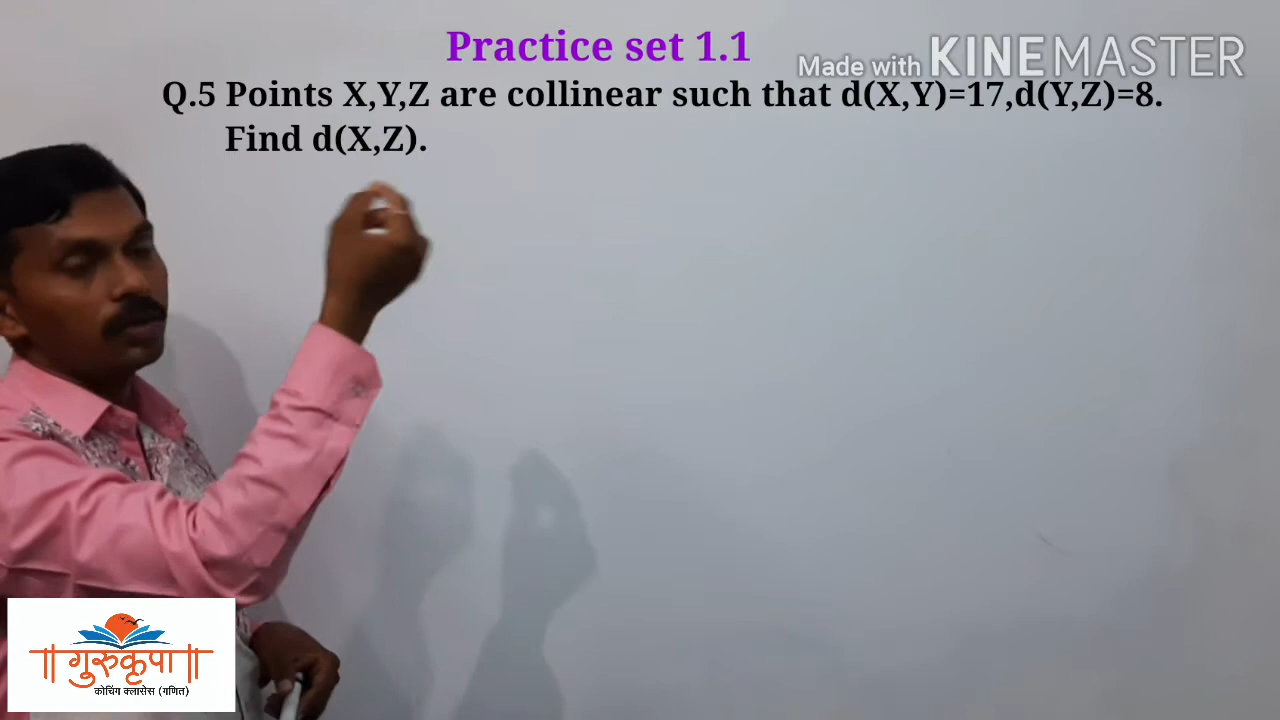 Practice set 1.1
Made with KINEMASTER
Q.5 Points X,Y,Z are collinear such that d(X,Y)=17,d(Y,Z)=8.
Find d(X,Z).
॥ गुरुकृपा ॥
कोचिंग क्लासेस (गणित)